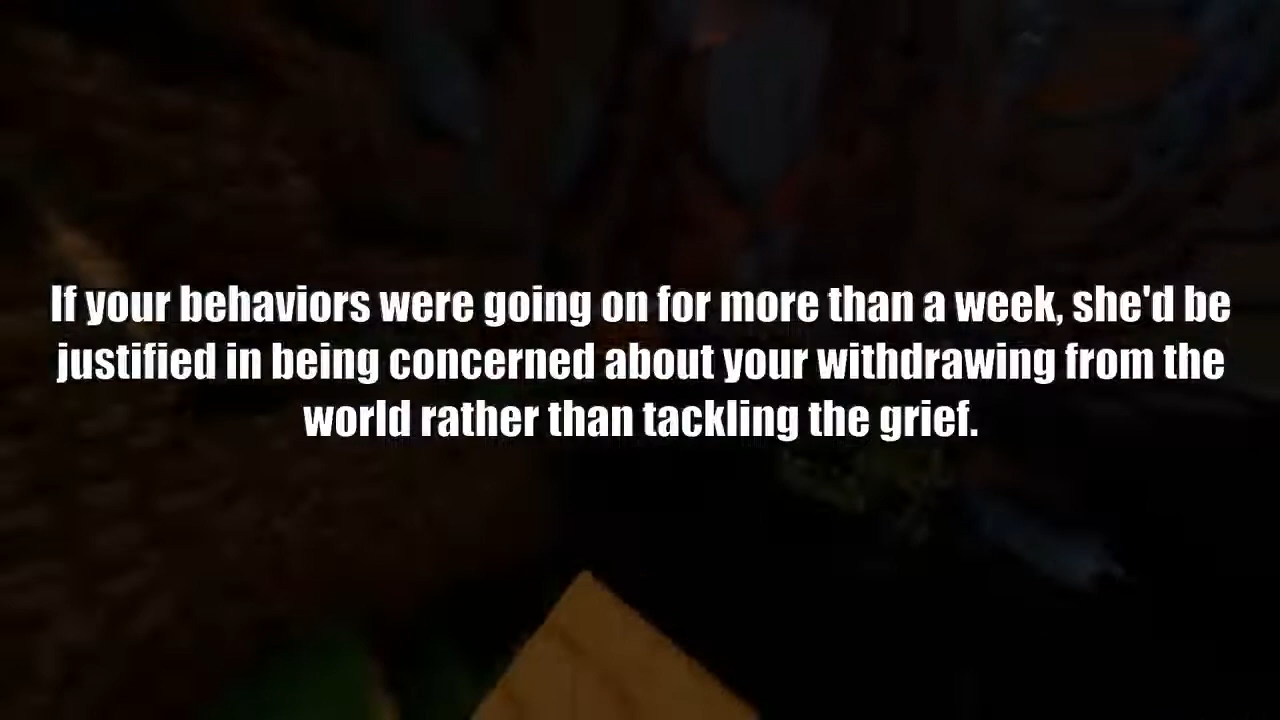 If your behaviors were going on for more than a week, she'd be
justified in being concerned about your withdrawing from the
world rather than tackling the grief.